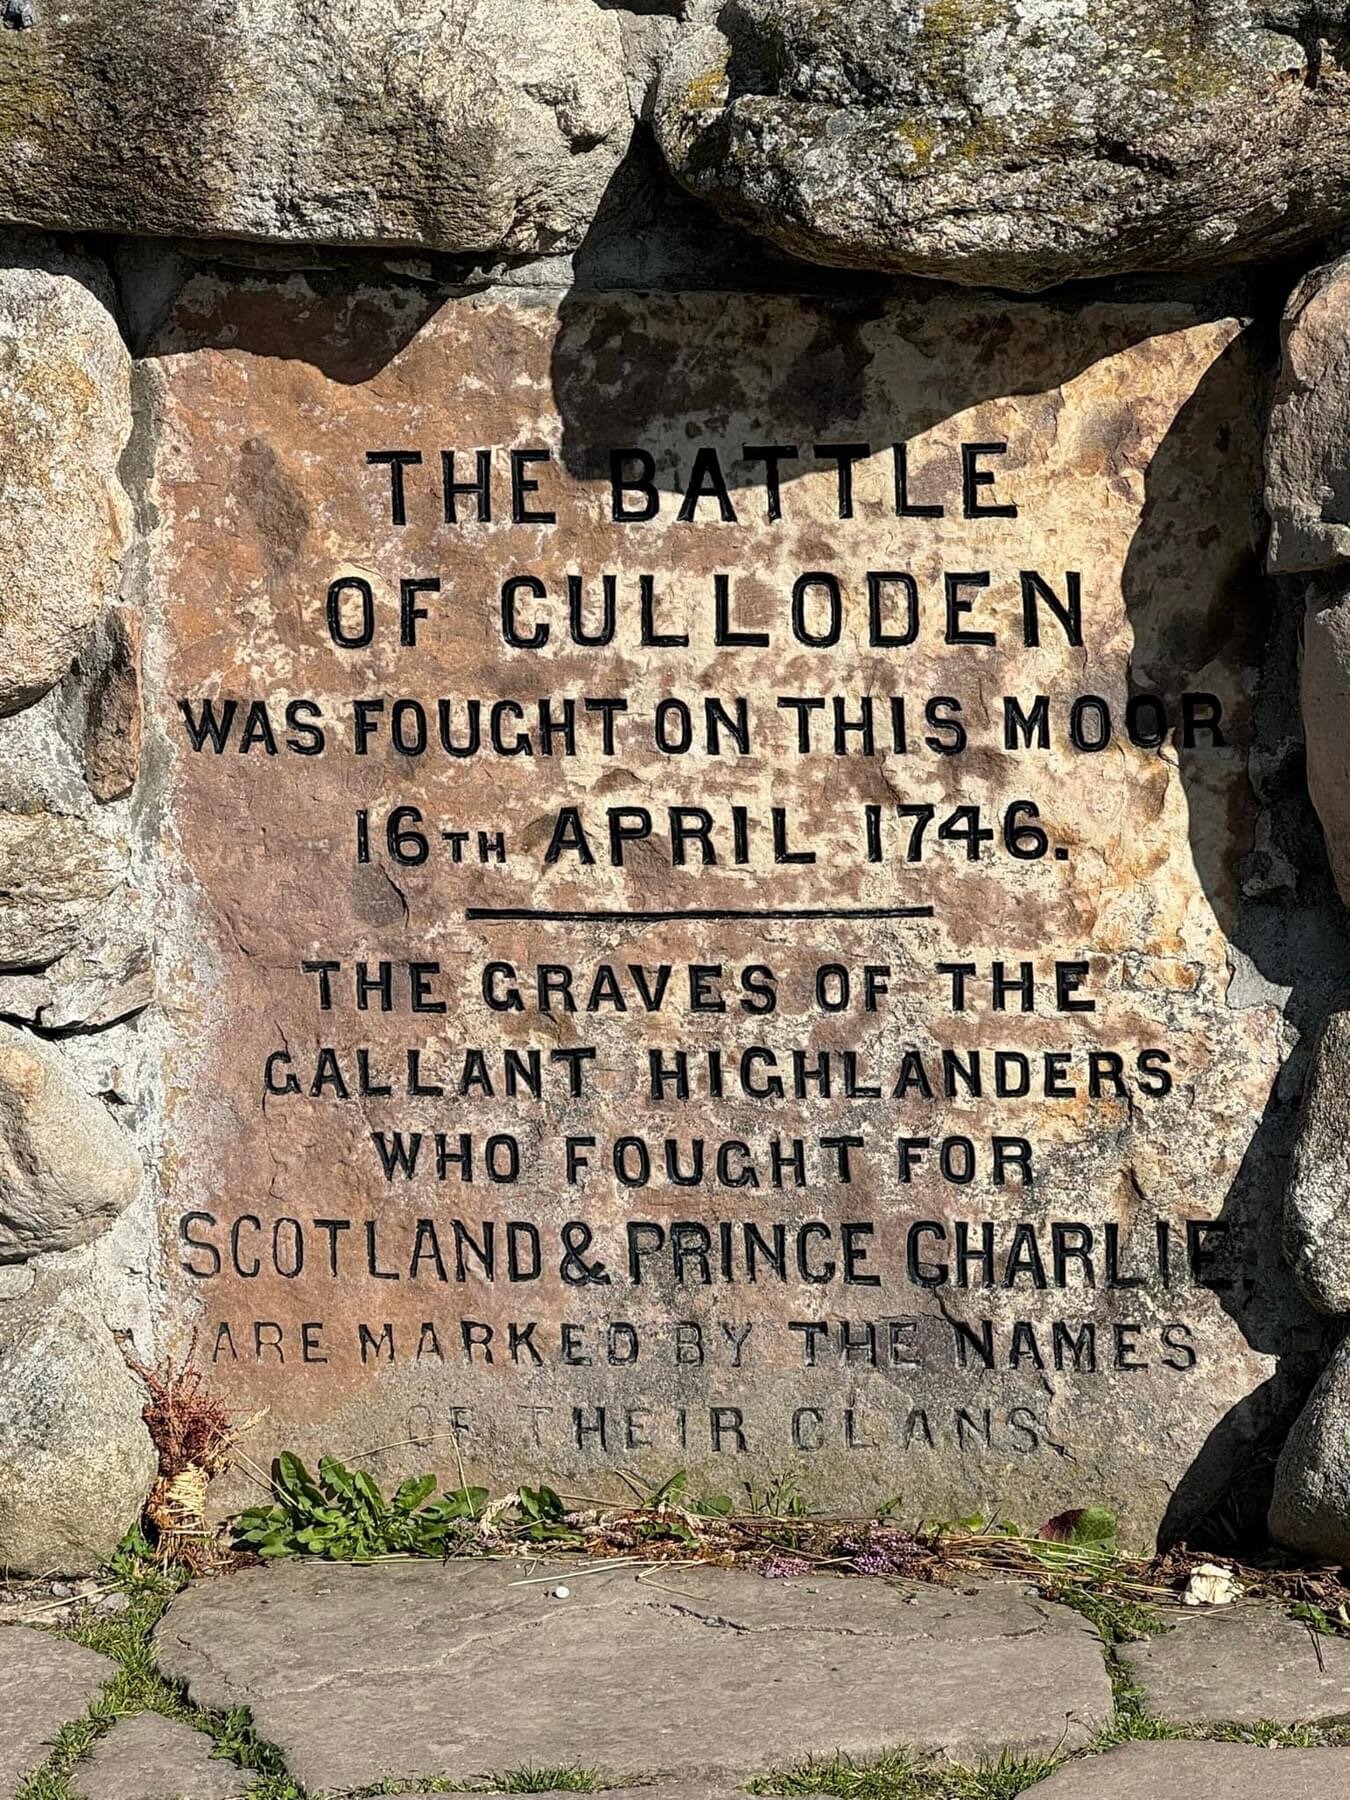 THE BATTLE
OF CULLODEN
WAS FOUGHT ON THIS MOOR
16TH APRIL 1746.
THE GRAVES OF THE
GALLANT HIGHLANDERS
WHO FOUGHT FOR
SCOTLAND & PRINCE CHARLIE,
ARE MARKED BY THE NAMES
OF THEIR CLANS